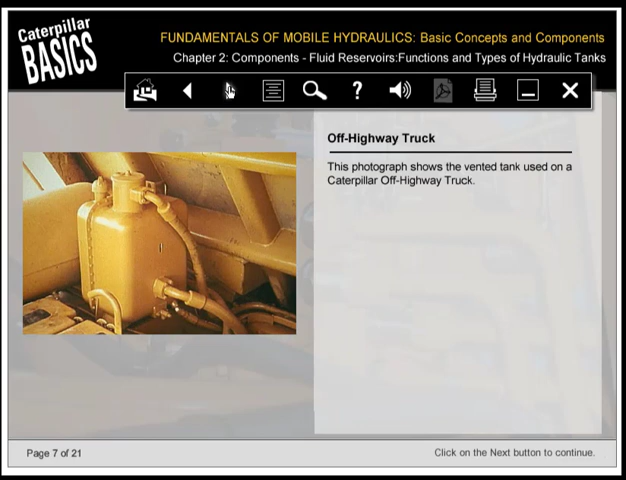 Caterpillar
BASICS
FUNDAMENTALS OF MOBILE HYDRAULICS: Basic Concepts and Components
Chapter 2: Components - Fluid Reservoirs:Functions and Types of Hydraulic Tanks
?
Off-Highway Truck
This photograph shows the vented tank used on a
Caterpillar Off-Highway Truck.
Page 7 of 21
Click on the Next button to continue.